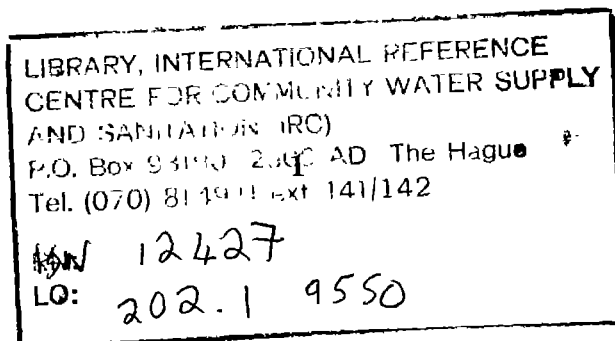 LIBRARY, INTERNATIONAL REFERENCE
CENTRE FOR COMMUNITY WATER SUPPLY
AND SANITATION (IRC)
P.O. Box AD The Hague
Tel. (070) ext 141/142
12427
LO: 202.1 9550